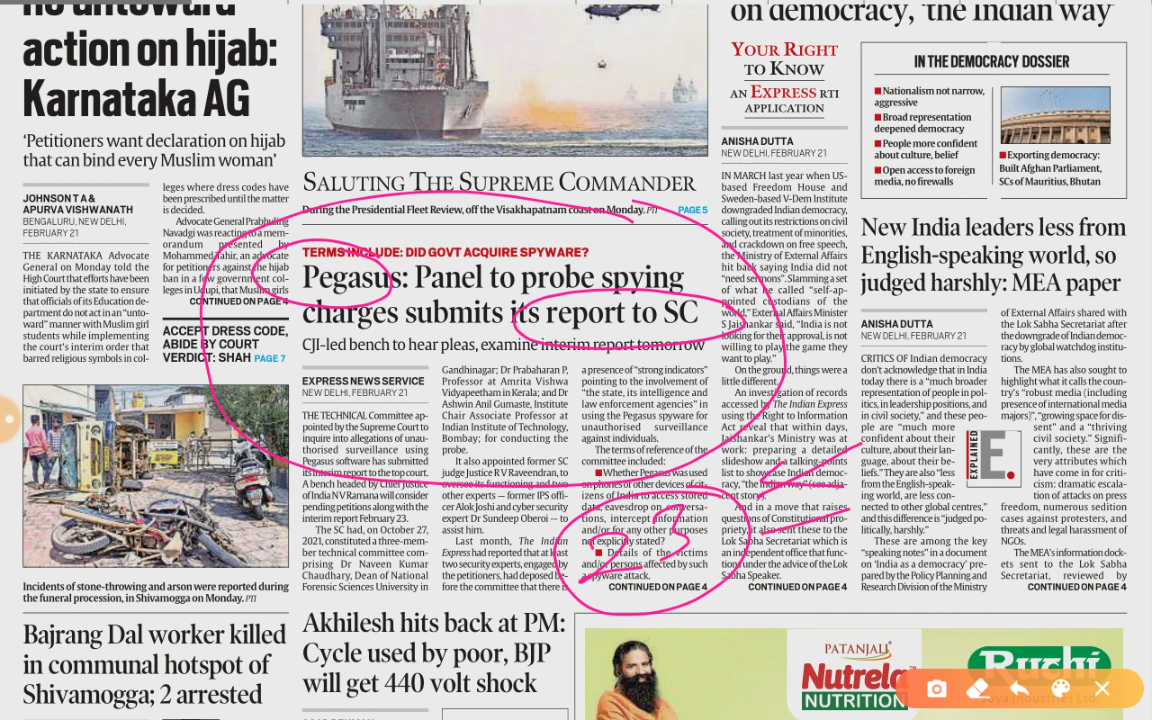 no untoward
action on hijab:
Karnataka AG
‘Petitioners want declaration on hijab
that can bind every Muslim woman’
JOHNSON T A &
APURVA VISHWANATH
BENGALURU, NEW DELHI,
FEBRUARY 21
THE KARNATAKA Advocate
General on Monday told the
High Court that efforts have been
initiated by the state to ensure
that officials of its Education de-
partment do not act in an "unto-
ward" manner with Muslim girl
students while implementing
the court's interim order that
barred religious symbols in col-
leges where dress codes have
been prescribed until the matter
is decided.
Advocate General Prabhuling
Navadgi was reacting to a mem-
orandum presented by
Mohammed Tahir, an advocate
for petitioners against the hijab
ban in a few government col-
leges in Udupi, that Muslim girls
CONTINUED ON PAGE 4
ACCEPT DRESS CODE,
ABIDE BY COURT
VERDICT: SHAH PAGE 7
Incidents of stone-throwing and arson were reported during
the funeral procession, in Shivamogga on Monday. PTI
Bajrang Dal worker killed
in communal hotspot of
Shivamogga; 2 arrested
SALUTING THE SUPREME COMMANDER
During the Presidential Fleet Review, off the Visakhapatnam coast on Monday. PTI PAGE 5
TERMS INCLUDE: DID GOVT ACQUIRE SPYWARE?
Pegasus: Panel to probe spying
charges submits its report to SC
CJI-led bench to hear pleas, examine interim report tomorrow
EXPRESS NEWS SERVICE
NEW DELHI, FEBRUARY 21
THE TECHNICAL Committee ap-
pointed by the Supreme Court to
inquire into allegations of unau-
thorised surveillance using
Pegasus software has submitted
its interim report to the top court.
A bench headed by Chief Justice
of India N V Ramana will consider
pending petitions along with the
interim report February 23.
The SC had, on October 27,
2021, constituted a three-mem-
ber technical committee com-
prising Dr Naveen Kumar
Chaudhary, Dean of National
Forensic Sciences University in
Gandhinagar; Dr Prabaharan P,
Professor at Amrita Vishwa
Vidyapeetham in Kerala; and Dr
Ashwin Anil Gumaste, Institute
Chair Associate Professor at
Indian Institute of Technology,
Bombay; for conducting the
probe.
It also appointed former SC
judge Justice R V Raveendran, to
oversee its functioning and two
other experts — former IPS offi-
cer Alok Joshi and cyber security
expert Dr Sundeep Oberoi -- to
assist him.
Last month, The Indian
Express had reported that at least
two security experts, engaged by
the petitioners, had deposed be-
fore the committee that there is
a presence of "strong indicators"
pointing to the involvement of
"the state, its intelligence and
law enforcement agencies" in
using the Pegasus spyware for
unauthorised surveillance
against individuals.
The terms of reference of the
committee included:
■ Whether Pegasus was used
on phones or other devices of cit-
izens of India to access stored
data, eavesdrop on conversa-
tions, intercept information
and/or for any other purposes
not explicitly stated?
■ Details of the victims
and/or persons affected by such
spyware attack.
CONTINUED ON PAGE 4
2 3
Akhilesh hits back at PM:
Cycle used by poor, BJP
will get 440 volt shock
on democracy, 'the Indian way'
YOUR RIGHT
TO KNOW
AN EXPRESS RTI
APPLICATION
ANISHA DUTTA
NEW DELHI, FEBRUARY 21
IN MARCH last year when US-
based Freedom House and
Sweden-based V-Dem Institute
downgraded Indian democracy,
calling out its restrictions on civil
society, treatment of minorities,
and crackdown on free speech,
the Ministry of External Affairs
hit back saying India did not
"need sermons". Slamming a set
of what he called "self-ap-
pointed custodians of the
world," External Affairs Minister
S Jaishankar said, "India is not
looking for their approval, is not
willing to play the game they
want to play."
On the ground, things were a
little different.
An investigation of records
accessed by The Indian Express
using the Right to Information
Act reveal that within days,
Jaishankar's Ministry was at
work: preparing a detailed
slideshow and a talking-points
list to showcase Indian democ-
racy, "the Indian way" (see adja-
cent story).
And in a move that raises
questions of Constitutional pro-
priety, it also sent these to the
Lok Sabha Secretariat which is
an independent office that func-
tions under the advice of the Lok
Sabha Speaker.
CONTINUED ON PAGE 4
IN THE DEMOCRACY DOSSIER
■ Nationalism not narrow,
aggressive
■ Broad representation
deepened democracy
■ People more confident
about culture, belief
■ Open access to foreign
media, no firewalls
■ Exporting democracy:
Built Afghan Parliament,
SCs of Mauritius, Bhutan
New India leaders less from
English-speaking world, so
judged harshly: MEA paper
ANISHA DUTTA
NEW DELHI, FEBRUARY 21
CRITICS OF Indian democracy
don't acknowledge that in India
today there is a "much broader
representation of people in pol-
itics, in leadership positions, and
in civil society," and these peo-
ple are "much more
confident about their
culture, about their lan-
guage, about their be-
liefs." They are also "less
from the English-speak-
ing world, are less con-
nected to other global centres,"
and this difference is "judged po-
litically, harshly."
These are among the key
"speaking notes" in a document
on 'India as a democracy' pre-
pared by the Policy Planning and
Research Division of the Ministry
of External Affairs shared with
the Lok Sabha Secretariat after
the downgrade of Indian democ-
racy by global watchdog institu-
tions.
The MEA has also sought to
highlight what it calls the coun-
try's "robust media (including
presence of international media
majors)", "growing space for dis-
sent" and a "thriving
civil society." Signifi-
cantly, these are the
very attributes which
have come in for criti-
cism: dramatic escala-
tion of attacks on press
freedom, numerous sedition
cases against protests, and
threats and legal harassment of
NGOs.
The MEA's information dock-
ets sent to the Lok Sabha
Secretariat, reviewed by
CONTINUED ON PAGE 4
EXPLAINED
E.
PATANJALI
Nutrela
NUTRITION
Ruchi
Soya Industries Ltd.